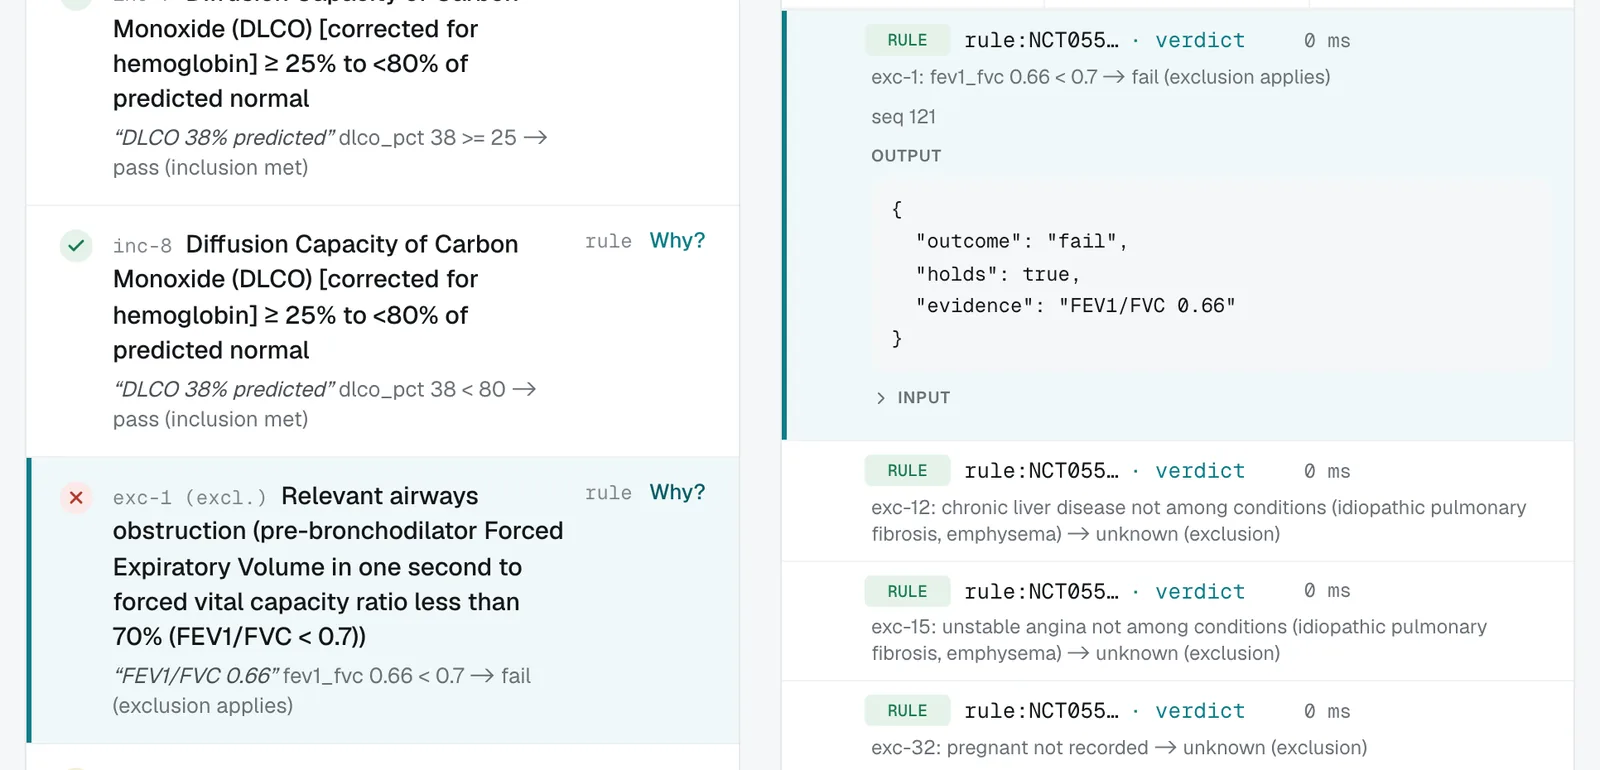 Monoxide (DLCO) [corrected for
hemoglobin] ≥ 25% to <80% of
predicted normal
“DLCO 38% predicted” dlco_pct 38 >= 25 →
pass (inclusion met)
inc-8 Diffusion Capacity of Carbon
rule Why?
Monoxide (DLCO) [corrected for
hemoglobin] ≥ 25% to <80% of
predicted normal
“DLCO 38% predicted” dlco_pct 38 < 80 →
pass (inclusion met)
exc-1 (excl.) Relevant airways
rule Why?
obstruction (pre-bronchodilator Forced
Expiratory Volume in one second to
forced vital capacity ratio less than
70% (FEV1/FVC < 0.7))
“FEV1/FVC 0.66” fev1_fvc 0.66 < 0.7 → fail
(exclusion applies)
RULE rule:NCT055… · verdict 0 ms
exc-1: fev1_fvc 0.66 < 0.7 → fail (exclusion applies)
seq 121
OUTPUT
{
"outcome": "fail",
"holds": true,
"evidence": "FEV1/FVC 0.66"
}
> INPUT
RULE rule:NCT055… · verdict 0 ms
exc-12: chronic liver disease not among conditions (idiopathic pulmonary
fibrosis, emphysema) → unknown (exclusion)
RULE rule:NCT055… · verdict 0 ms
exc-15: unstable angina not among conditions (idiopathic pulmonary
fibrosis, emphysema) → unknown (exclusion)
RULE rule:NCT055… · verdict 0 ms
exc-32: pregnant not recorded → unknown (exclusion)